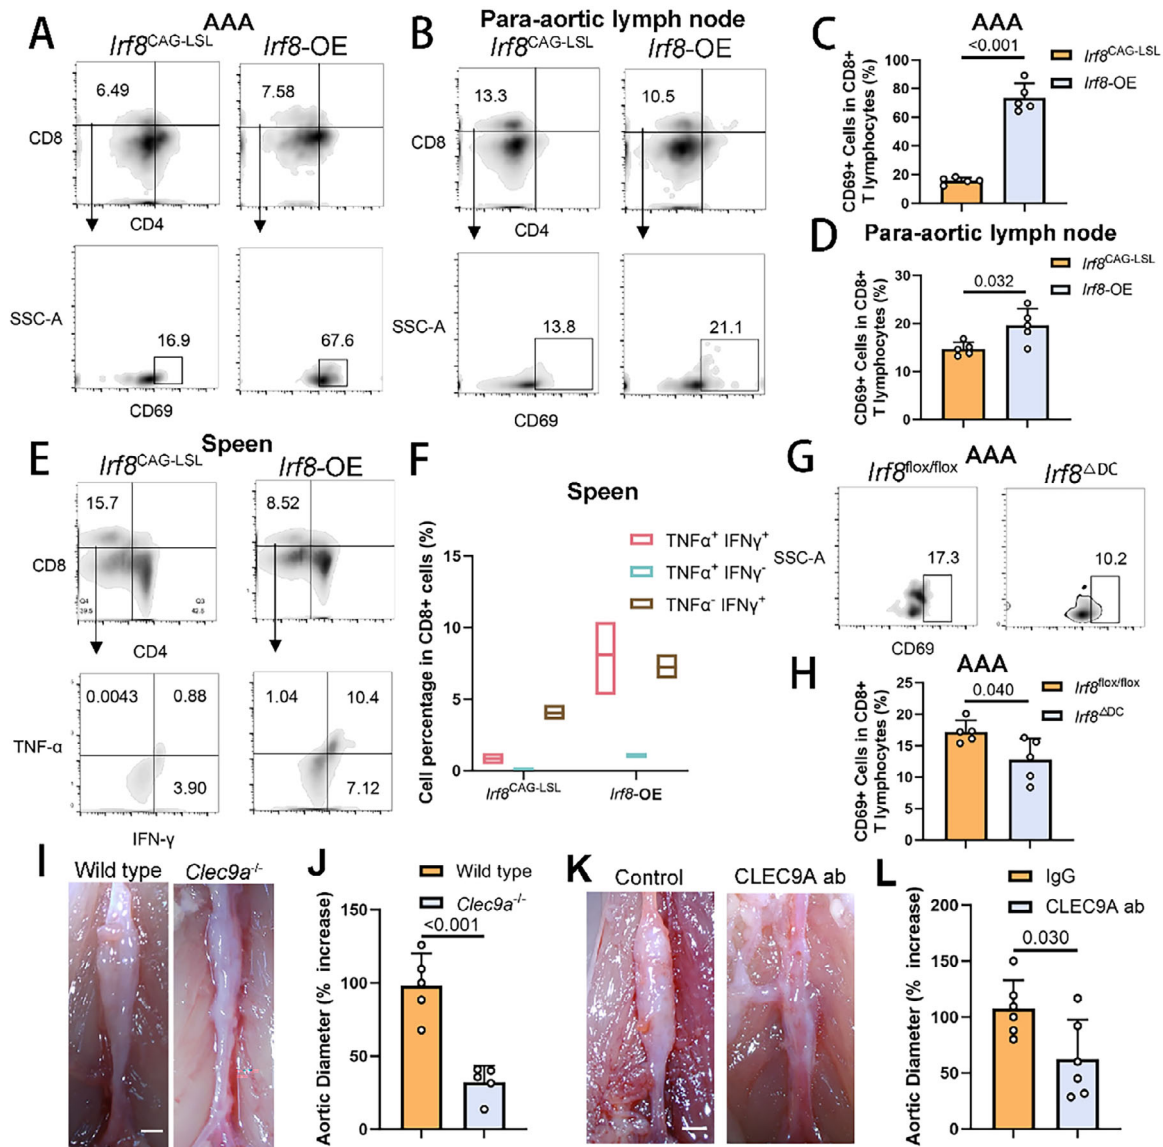 A
AAA
Irf8CAG-LSL
Irf8-OE
6.49
7.58
CD8
CD4
SSC-A
16.9
67.6
CD69
B
Para-aortic lymph node
Irf8CAG-LSL
Irf8-OE
13.3
10.5
CD8
CD4
SSC-A
13.8
21.1
CD69
C
AAA
<0.001
Irf8CAG-LSL
Irf8-OE
CD69+ Cells in CD8+
T lymphocytes (%)
100
80
60
40
20
0
D
Para-aortic lymph node
0.032
Irf8CAG-LSL
Irf8-OE
CD69+ Cells in CD8+
T lymphocytes (%)
30
20
10
0
E
Speen
Irf8CAG-LSL
Irf8-OE
15.7
8.52
CD8
Q4
39.5
Q3
42.5
CD4
0.0043
0.88
1.04
10.4
TNF-α
3.90
7.12
IFN-γ
F
Speen
Cell percentage in CD8+ cells (%)
15
10
5
0
TNFα+ IFNγ+
TNFα+ IFNγ-
TNFα- IFNγ+
Irf8CAG-LSL
Irf8-OE
G
AAA
Irf8flox/flox
Irf8△DC
SSC-A
17.3
10.2
CD69
H
AAA
0.040
Irf8flox/flox
Irf8△DC
CD69+ Cells in CD8+
T lymphocytes (%)
25
20
15
10
5
0
I
Wild type
Clec9a-/-
J
Wild type
Clec9a-/-
<0.001
Aortic Diameter (% increase)
150
100
50
0
K
Control
CLEC9A ab
L
IgG
CLEC9A ab
0.030
Aortic Diameter (% increase)
200
150
100
50
0